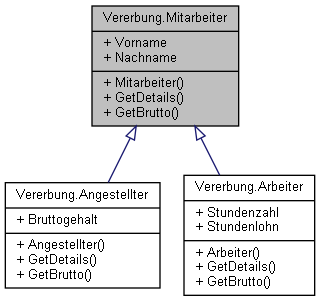 Vererbung.Mitarbeiter
+ Vorname
+ Nachname
+ Mitarbeiter()
+ GetDetails()
+ GetBrutto()
Vererbung.Angestellter
+ Bruttogehalt
+ Angestellter()
+ GetDetails()
+ GetBrutto()
Vererbung.Arbeiter
+ Stundenzahl
+ Stundenlohn
+ Arbeiter()
+ GetDetails()
+ GetBrutto()